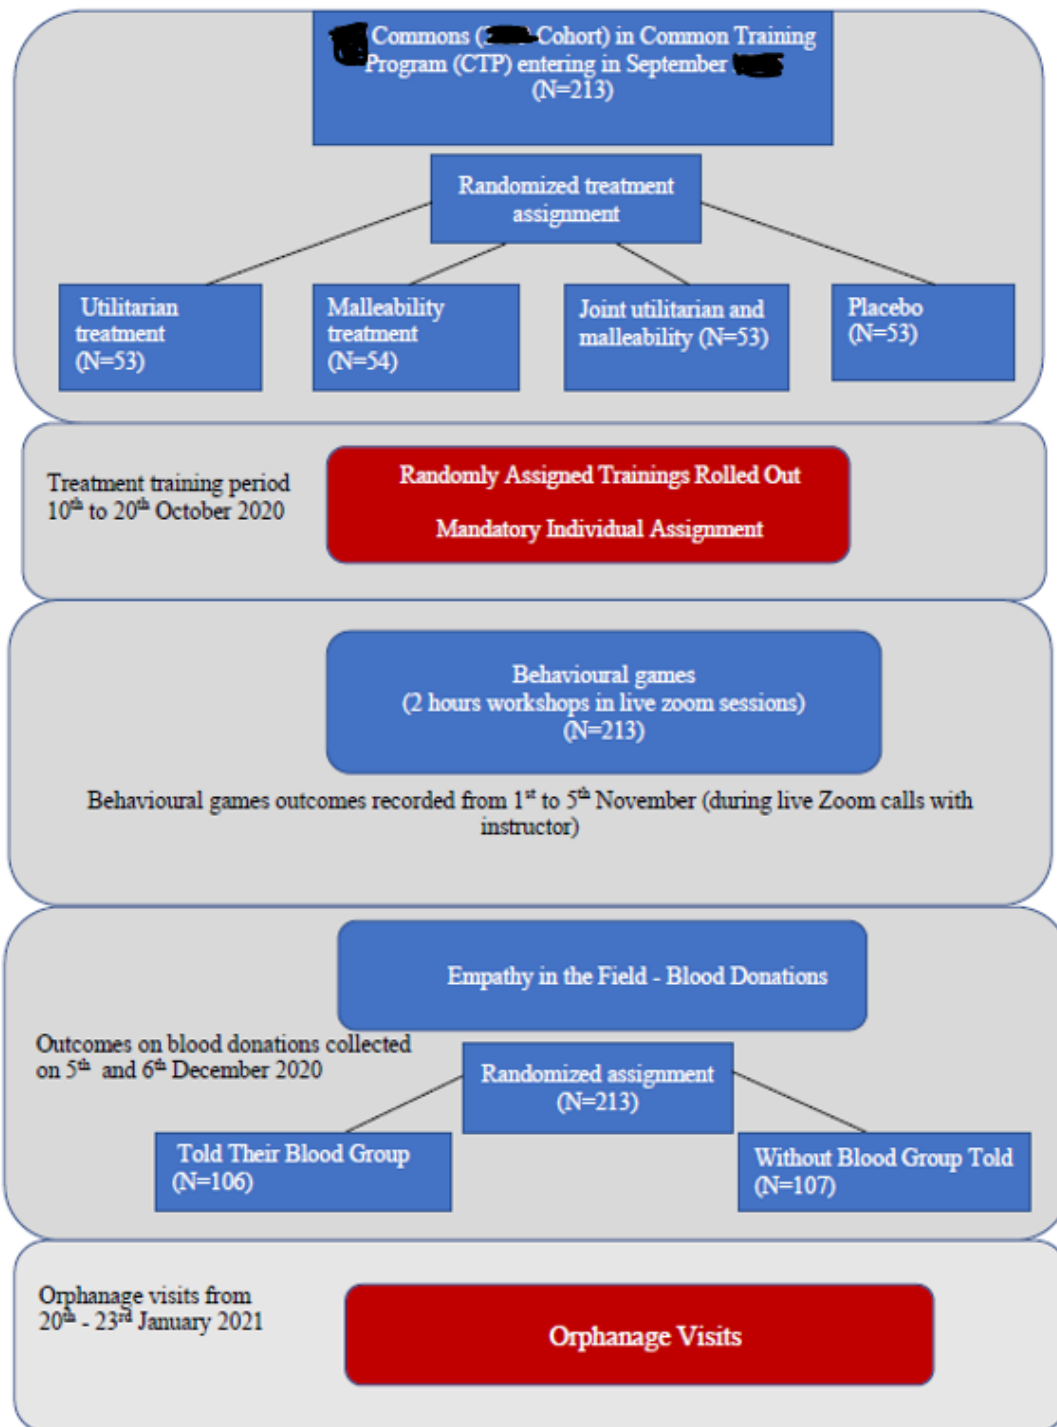 Commons (Cohort) in Common Training
Program (CTP) entering in September
(N=213)
Randomized treatment
assignment
Utilitarian
treatment
(N=53)
Malleability
treatment
(N=54)
Joint utilitarian and
malleability (N=53)
Placebo
(N=53)
Treatment training period
10th to 20th October 2020
Randomly Assigned Trainings Rolled Out
Mandatory Individual Assignment
Behavioural games
(2 hours workshops in live zoom sessions)
(N=213)
Behavioural games outcomes recorded from 1st to 5th November (during live Zoom calls with
instructor)
Empathy in the Field - Blood Donations
Outcomes on blood donations collected
on 5th and 6th December 2020
Randomized assignment
(N=213)
Told Their Blood Group
(N=106)
Without Blood Group Told
(N=107)
Orphanage visits from
20th - 23rd January 2021
Orphanage Visits